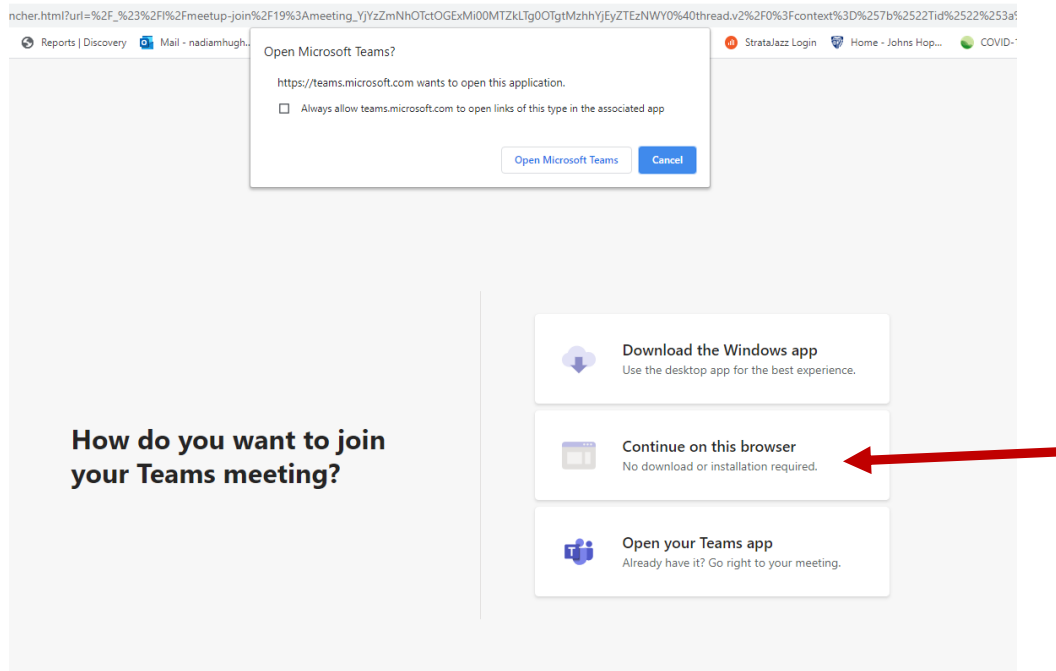 ncher.html?url=%2F_%23%2Fl%2Fmeetup-join%2F19%3Ameeting_YjYzZmNhOTctOGExMi00MTZkLTg0OTgtMzhhYjEyZTEzNWY0%40thread.v2%2F0%3Fcontext%3D%257b%2522Tid%2522%253a%
Reports | Discovery Mail - nadiamhugh... StrataJazz Login Home - Johns Hop... COVID-1
Open Microsoft Teams?
https://teams.microsoft.com wants to open this application.
Always allow teams.microsoft.com to open links of this type in the associated app
Open Microsoft Teams Cancel
How do you want to join
your Teams meeting?
Download the Windows app
Use the desktop app for the best experience.
Continue on this browser
No download or installation required.
Open your Teams app
Already have it? Go right to your meeting.